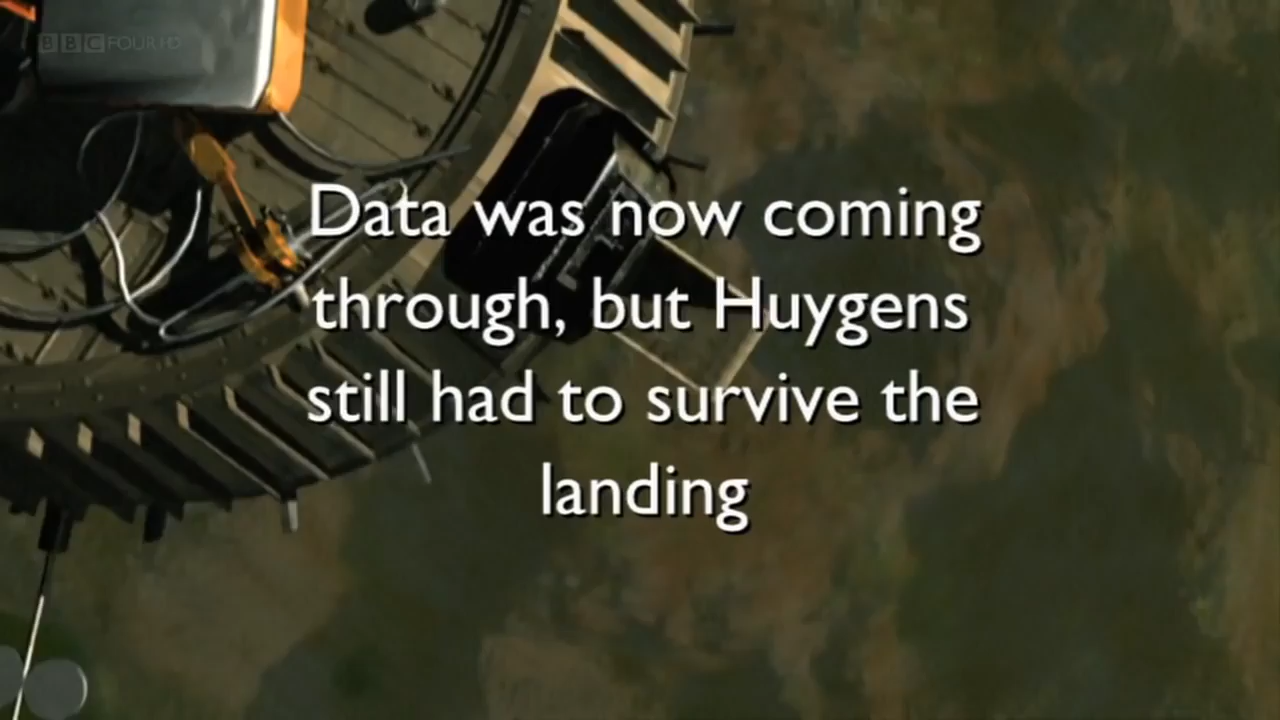 BBC FOUR HD
Data was now coming
through, but Huygens
still had to survive the
landing